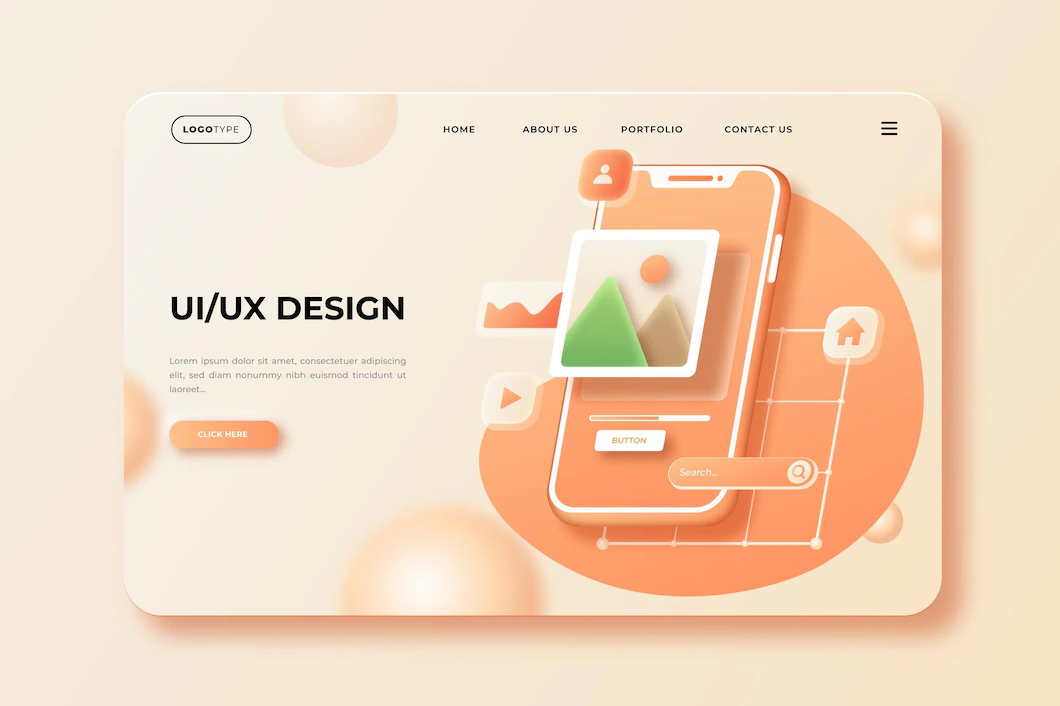 LOGOTYPE
HOME ABOUT US PORTFOLIO CONTACT US
UI/UX DESIGN
Lorem ipsum dolor sit amet, consectetuer adipiscing
elit, sed diam nonummy nibh euismod tincidunt ut
laoreet...
CLICK HERE
BUTTON
Search...